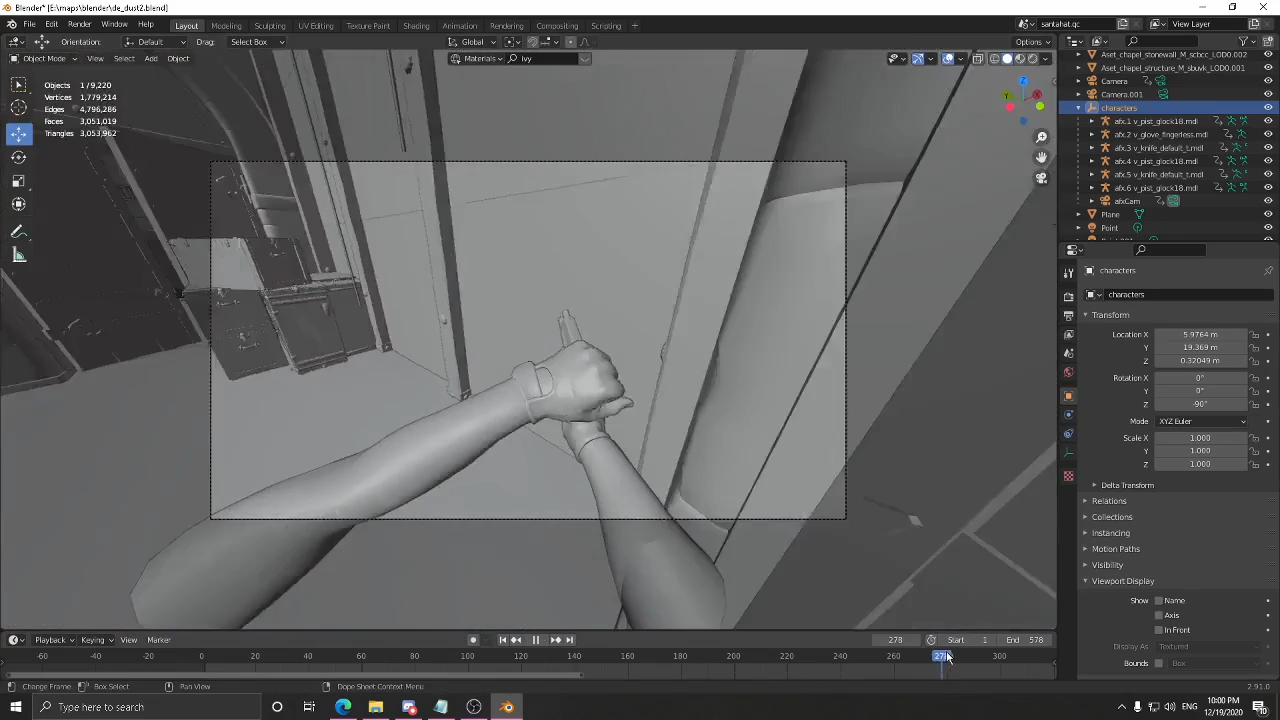 Blender* [E:\map\blender\de_dust2.blend]
File Edit Render Window Help Layout Modeling Sculpting UV Editing Texture Paint Shading Animation Rendering Compositing Scripting + santahat.qc View Layer
Orientation: Default Drag: Select Box Global Options
Object Mode View Select Add Object Materials ivy
Objects 1 / 9,220
Vertices 1,779,214
Edges 4,796,286
Faces 3,051,019
Triangles 3,053,962
Aset_chapel_stonewall_M_scbcc_LOD0.002
Aset_chapel_structure_M_sbuvk_LOD0.001
Camera
Camera.001
characters
afx.1 v_pist_glock18.mdl
afx.2 v_glove_fingerless.mdl
afx.3 v_knife_default_t.mdl
afx.4 v_pist_glock18.mdl
afx.5 v_knife_default_t.mdl
afx.6 v_pist_glock18.mdl
afxCam
Plane
Point
characters
characters
Transform
Location X 5.9764 m
Y 19.369 m
Z 0.32049 m
Rotation X 0°
Y 0°
Z -90°
Mode XYZ Euler
Scale X 1.000
Y 1.000
Z 1.000
Delta Transform
Relations
Collections
Instancing
Motion Paths
Visibility
Viewport Display
Show Name
Axis
In Front
Display As Textured
Bounds Box
Playback Keying View Marker 278 Start 1 End 578
-60 -40 -20 0 20 40 60 80 100 120 140 160 180 200 220 240 260 278 300
Change Frame Box Select Pan View Dope Sheet Context Menu 2.91.0
Type here to search
10:00 PM
12/19/2020